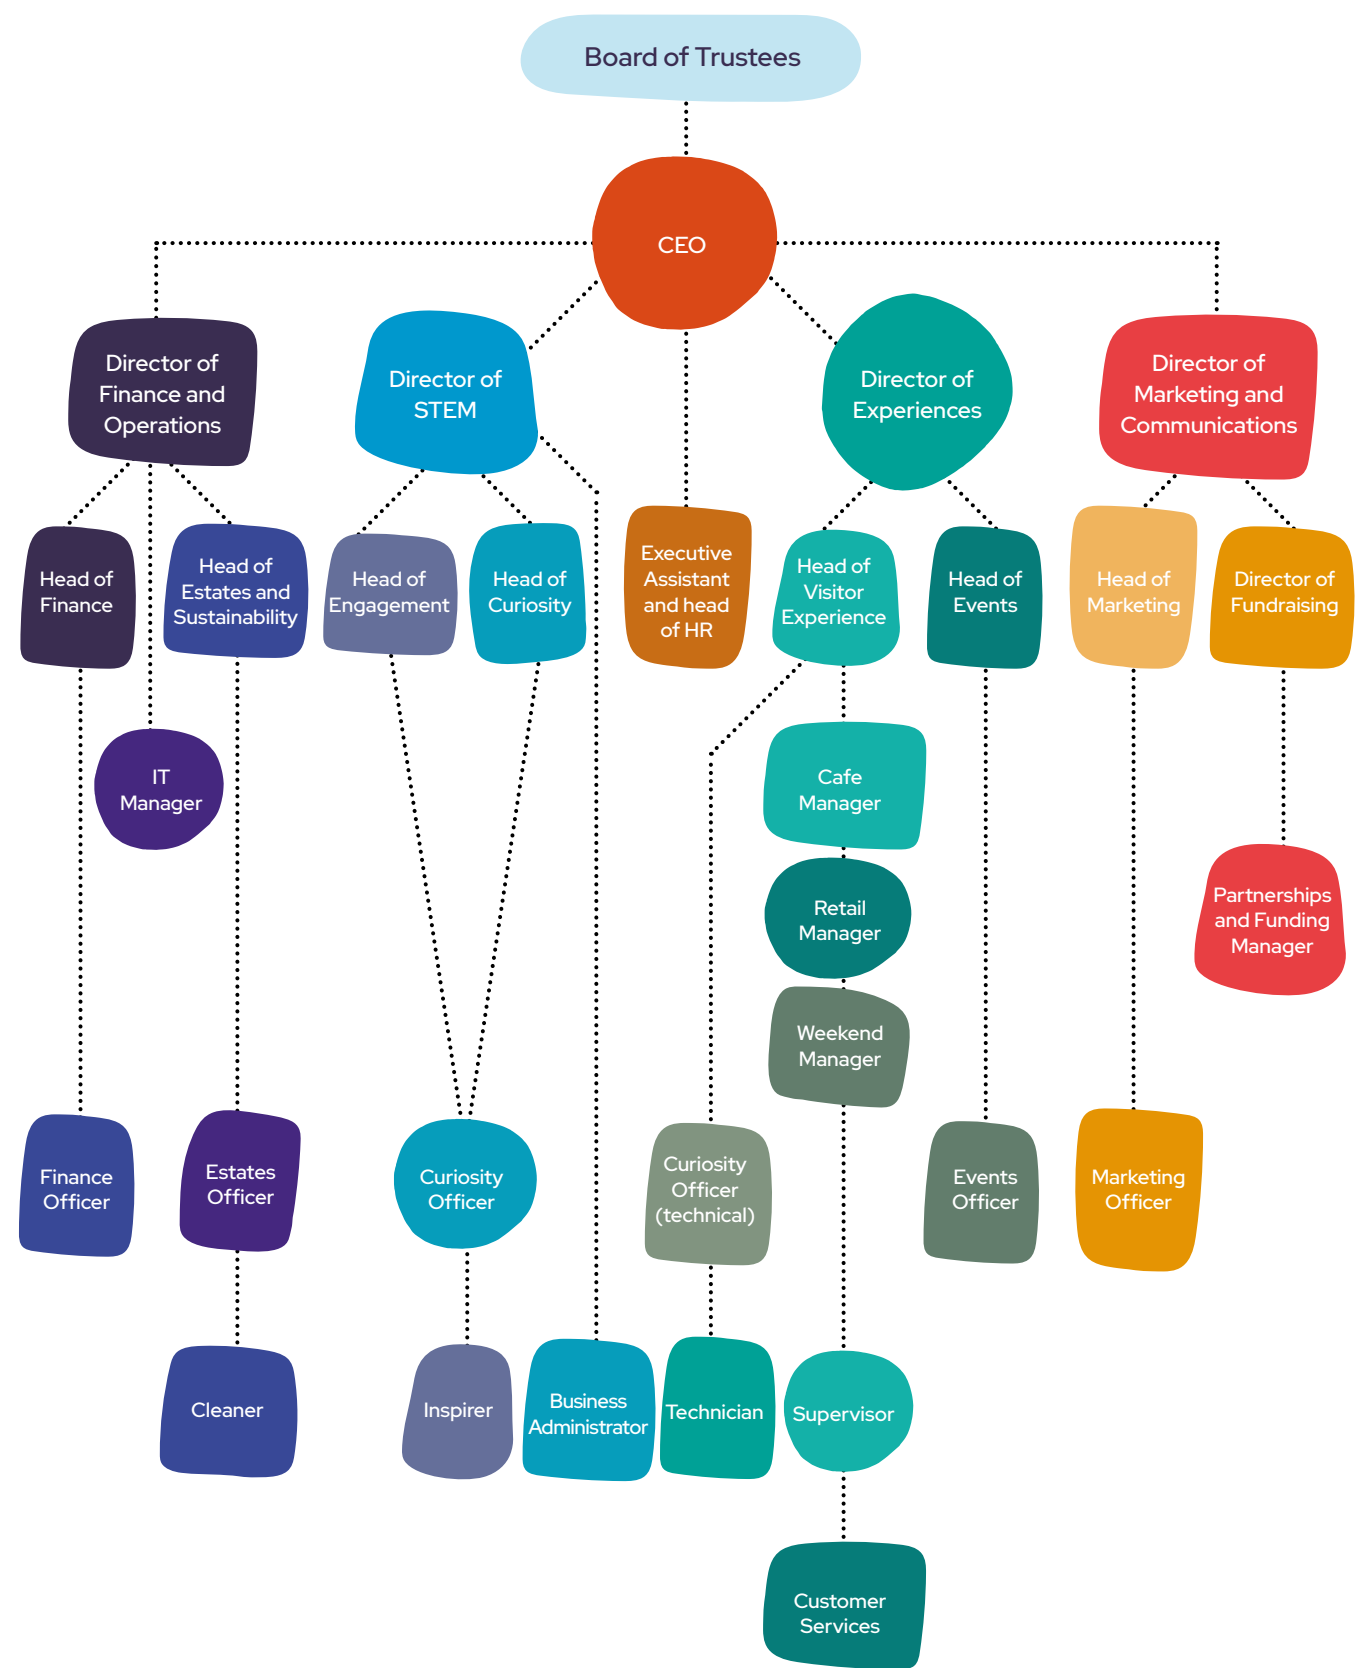 Board of Trustees
CEO
Director of
Finance and
Operations
Director of
STEM
Director of
Experiences
Director of
Marketing and
Communications
Head of
Finance
Head of
Estates and
Sustainability
Head of
Engagement
Head of
Curiosity
Executive
Assistant
and head
of HR
Head of
Visitor
Experience
Head of
Events
Head of
Marketing
Director of
Fundraising
IT
Manager
Cafe
Manager
Retail
Manager
Partnerships
and Funding
Manager
Weekend
Manager
Finance
Officer
Estates
Officer
Curiosity
Officer
Curiosity
Officer
(technical)
Events
Officer
Marketing
Officer
Cleaner
Inspirer
Business
Administrator
Technician
Supervisor
Customer
Services